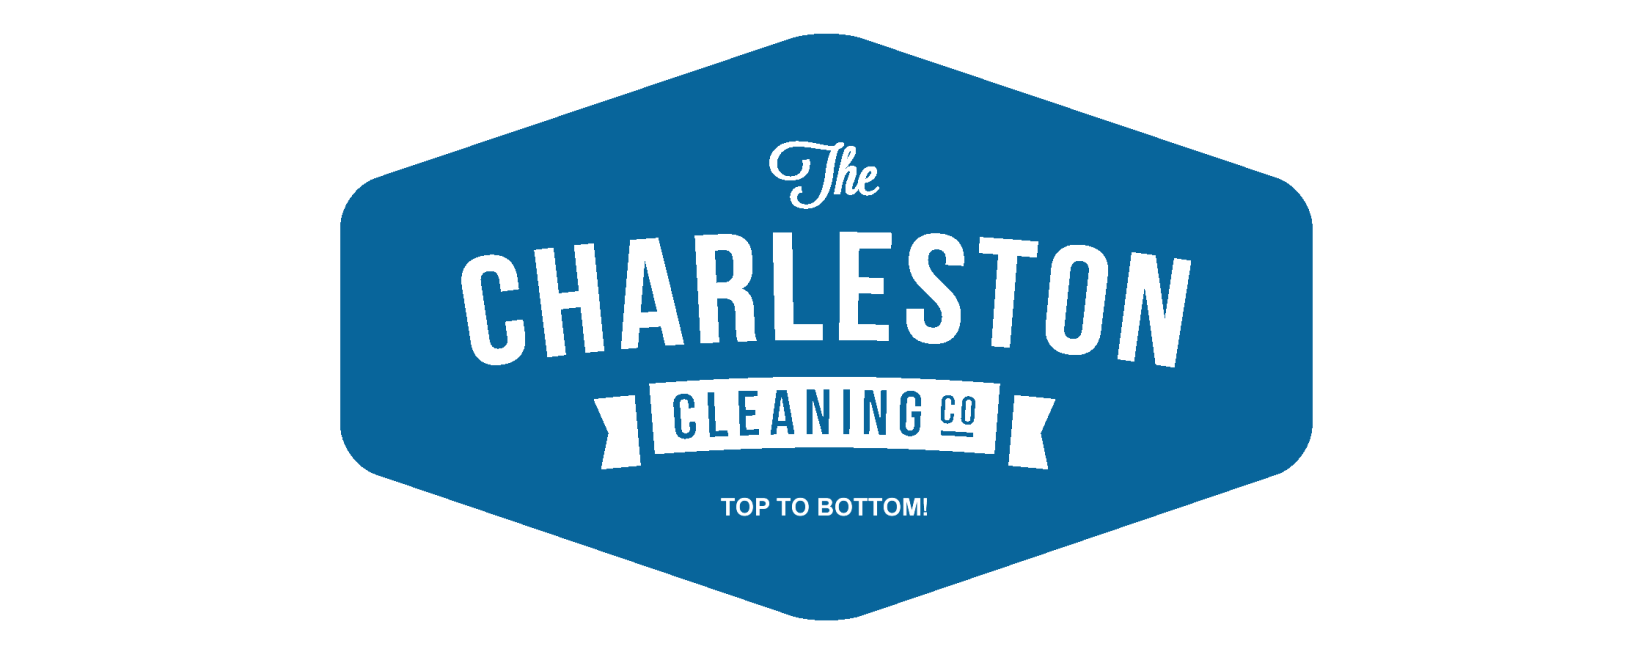 The
CHARLESTON
CLEANING CO
TOP TO BOTTOM!